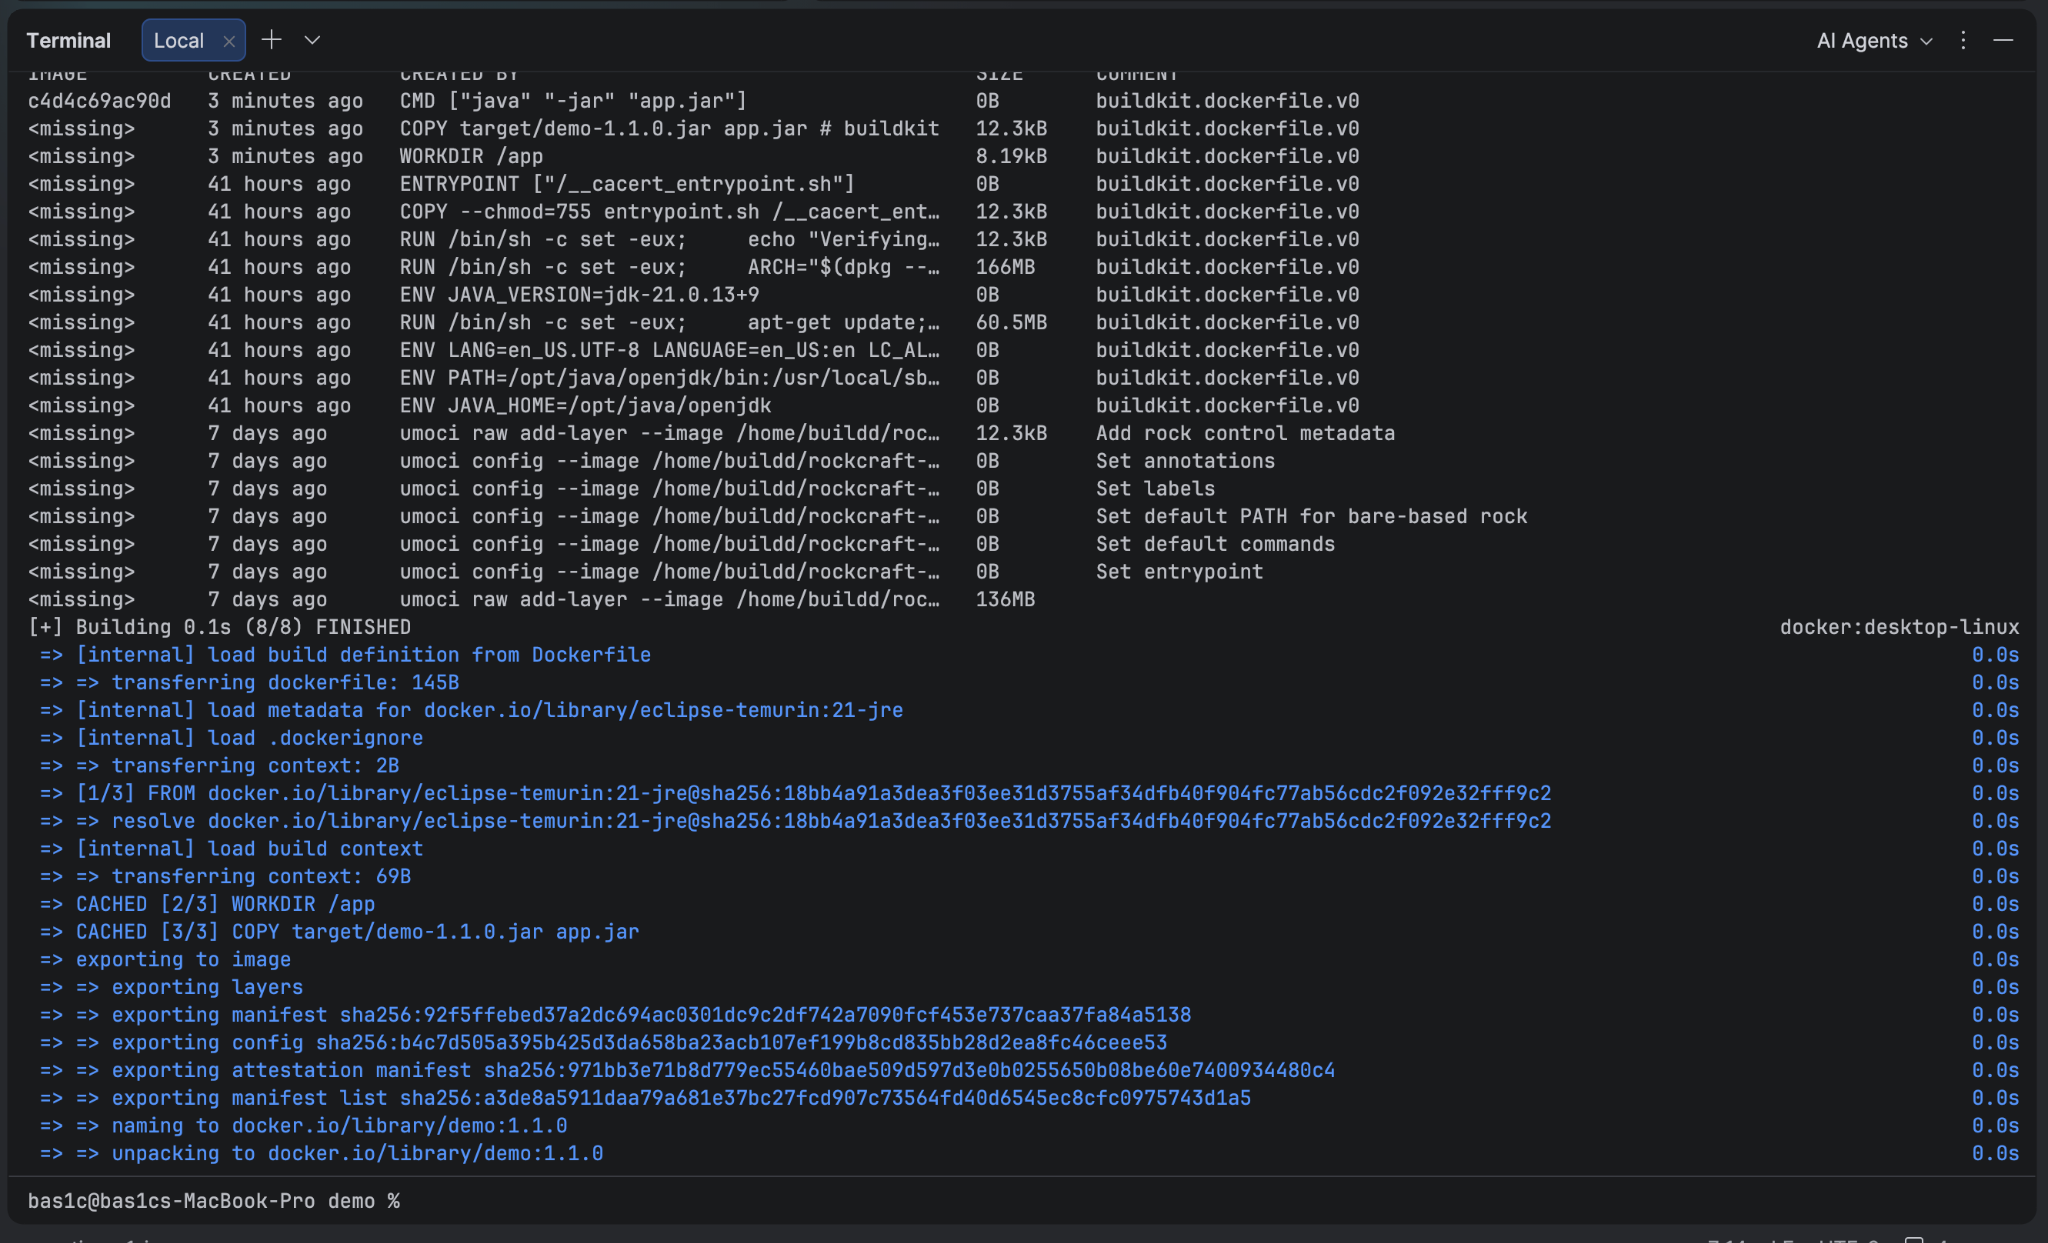 Terminal Local × + AI Agents
IMAGE CREATED CREATED BY SIZE COMMENT
c4d4c69ac90d 3 minutes ago CMD ["java" "-jar" "app.jar"] 0B buildkit.dockerfile.v0
<missing> 3 minutes ago COPY target/demo-1.1.0.jar app.jar # buildkit 12.3kB buildkit.dockerfile.v0
<missing> 3 minutes ago WORKDIR /app 8.19kB buildkit.dockerfile.v0
<missing> 41 hours ago ENTRYPOINT ["/__cacert_entrypoint.sh"] 0B buildkit.dockerfile.v0
<missing> 41 hours ago COPY --chmod=755 entrypoint.sh /__cacert_ent… 12.3kB buildkit.dockerfile.v0
<missing> 41 hours ago RUN /bin/sh -c set -eux; echo "Verifying… 12.3kB buildkit.dockerfile.v0
<missing> 41 hours ago RUN /bin/sh -c set -eux; ARCH="$(dpkg --… 166MB buildkit.dockerfile.v0
<missing> 41 hours ago ENV JAVA_VERSION=jdk-21.0.13+9 0B buildkit.dockerfile.v0
<missing> 41 hours ago RUN /bin/sh -c set -eux; apt-get update;… 60.5MB buildkit.dockerfile.v0
<missing> 41 hours ago ENV LANG=en_US.UTF-8 LANGUAGE=en_US:en LC_AL… 0B buildkit.dockerfile.v0
<missing> 41 hours ago ENV PATH=/opt/java/openjdk/bin:/usr/local/sb… 0B buildkit.dockerfile.v0
<missing> 41 hours ago ENV JAVA_HOME=/opt/java/openjdk 0B buildkit.dockerfile.v0
<missing> 7 days ago umoci raw add-layer --image /home/buildd/roc… 12.3kB Add rock control metadata
<missing> 7 days ago umoci config --image /home/buildd/rockcraft-… 0B Set annotations
<missing> 7 days ago umoci config --image /home/buildd/rockcraft-… 0B Set labels
<missing> 7 days ago umoci config --image /home/buildd/rockcraft-… 0B Set default PATH for bare-based rock
<missing> 7 days ago umoci config --image /home/buildd/rockcraft-… 0B Set default commands
<missing> 7 days ago umoci config --image /home/buildd/rockcraft-… 0B Set entrypoint
<missing> 7 days ago umoci raw add-layer --image /home/buildd/roc… 136MB
[+] Building 0.1s (8/8) FINISHED docker:desktop-linux
=> [internal] load build definition from Dockerfile 0.0s
=> => transferring dockerfile: 145B 0.0s
=> [internal] load metadata for docker.io/library/eclipse-temurin:21-jre 0.0s
=> [internal] load .dockerignore 0.0s
=> => transferring context: 2B 0.0s
=> [1/3] FROM docker.io/library/eclipse-temurin:21-jre@sha256:18bb4a91a3dea3f03ee31d3755af34dfb40f904fc77ab56cdc2f092e32fff9c2 0.0s
=> => resolve docker.io/library/eclipse-temurin:21-jre@sha256:18bb4a91a3dea3f03ee31d3755af34dfb40f904fc77ab56cdc2f092e32fff9c2 0.0s
=> [internal] load build context 0.0s
=> => transferring context: 69B 0.0s
=> CACHED [2/3] WORKDIR /app 0.0s
=> CACHED [3/3] COPY target/demo-1.1.0.jar app.jar 0.0s
=> exporting to image 0.0s
=> => exporting layers 0.0s
=> => exporting manifest sha256:92f5ffebed37a2dc694ac0301dc9c2df742a7090fcf453e737caa37fa84a5138 0.0s
=> => exporting config sha256:b4c7d505a395b425d3da658ba23acb107ef199b8cd835bb28d2ea8fc46ceee53 0.0s
=> => exporting attestation manifest sha256:971bb3e71b8d779ec55460bae509d597d3e0b0255650b08be60e7400934480c4 0.0s
=> => exporting manifest list sha256:a3de8a5911daa79a681e37bc27fcd907c73564fd40d6545ec8cfc0975743d1a5 0.0s
=> => naming to docker.io/library/demo:1.1.0 0.0s
=> => unpacking to docker.io/library/demo:1.1.0 0.0s
bas1c@bas1cs-MacBook-Pro demo %